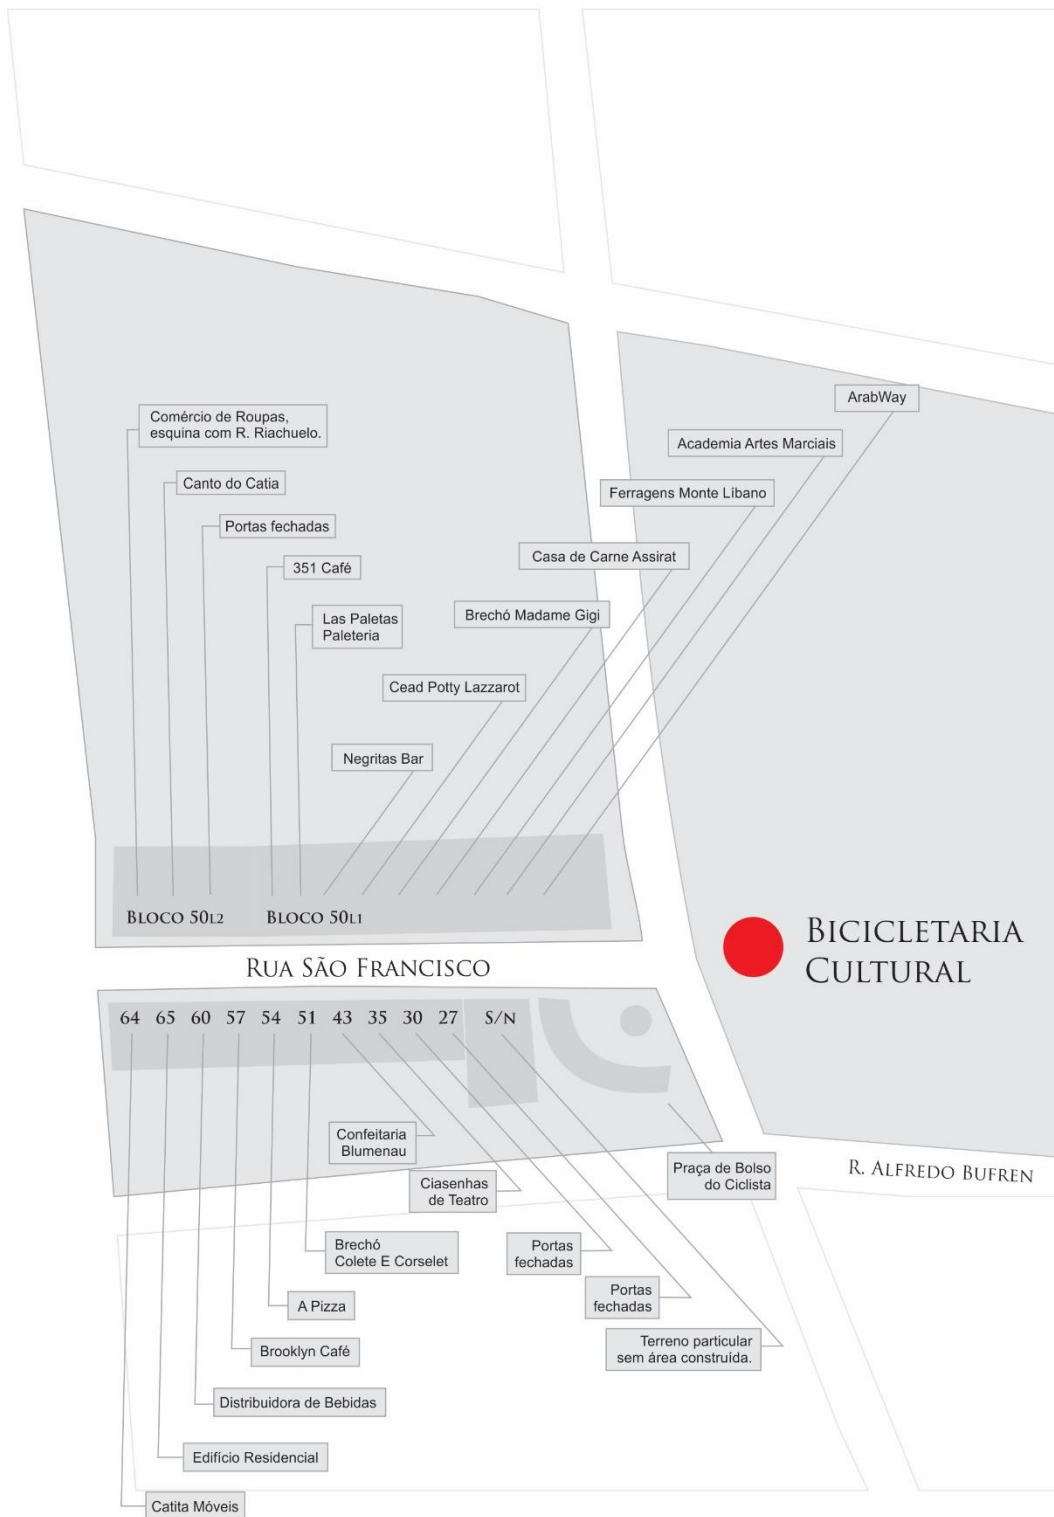 ArabWay
Comércio de Roupas,
esquina com R. Riachuelo.
Academia Artes Marciais
Canto do Catia
Ferragens Monte Líbano
Portas fechadas
Casa de Carne Assirat
351 Café
Brechó Madame Gigi
Las Paletas
Paleteria
Cead Potty Lazzarot
Negritas Bar
BLOCO 50L2
BLOCO 50L1
BICICLETARIA
CULTURAL
RUA SÃO FRANCISCO
64 65 60 57 54 51 43 35 30 27 S/N
Confeitaria
Blumenau
Praça de Bolso
do Ciclista
R. ALFREDO BUFREN
Ciasenhas
de Teatro
Brechó
Colete E Corselet
Portas
fechadas
Portas
fechadas
A Pizza
Terreno particular
sem área construída.
Brooklyn Café
Distribuidora de Bebidas
Edifício Residencial
Catita Móveis